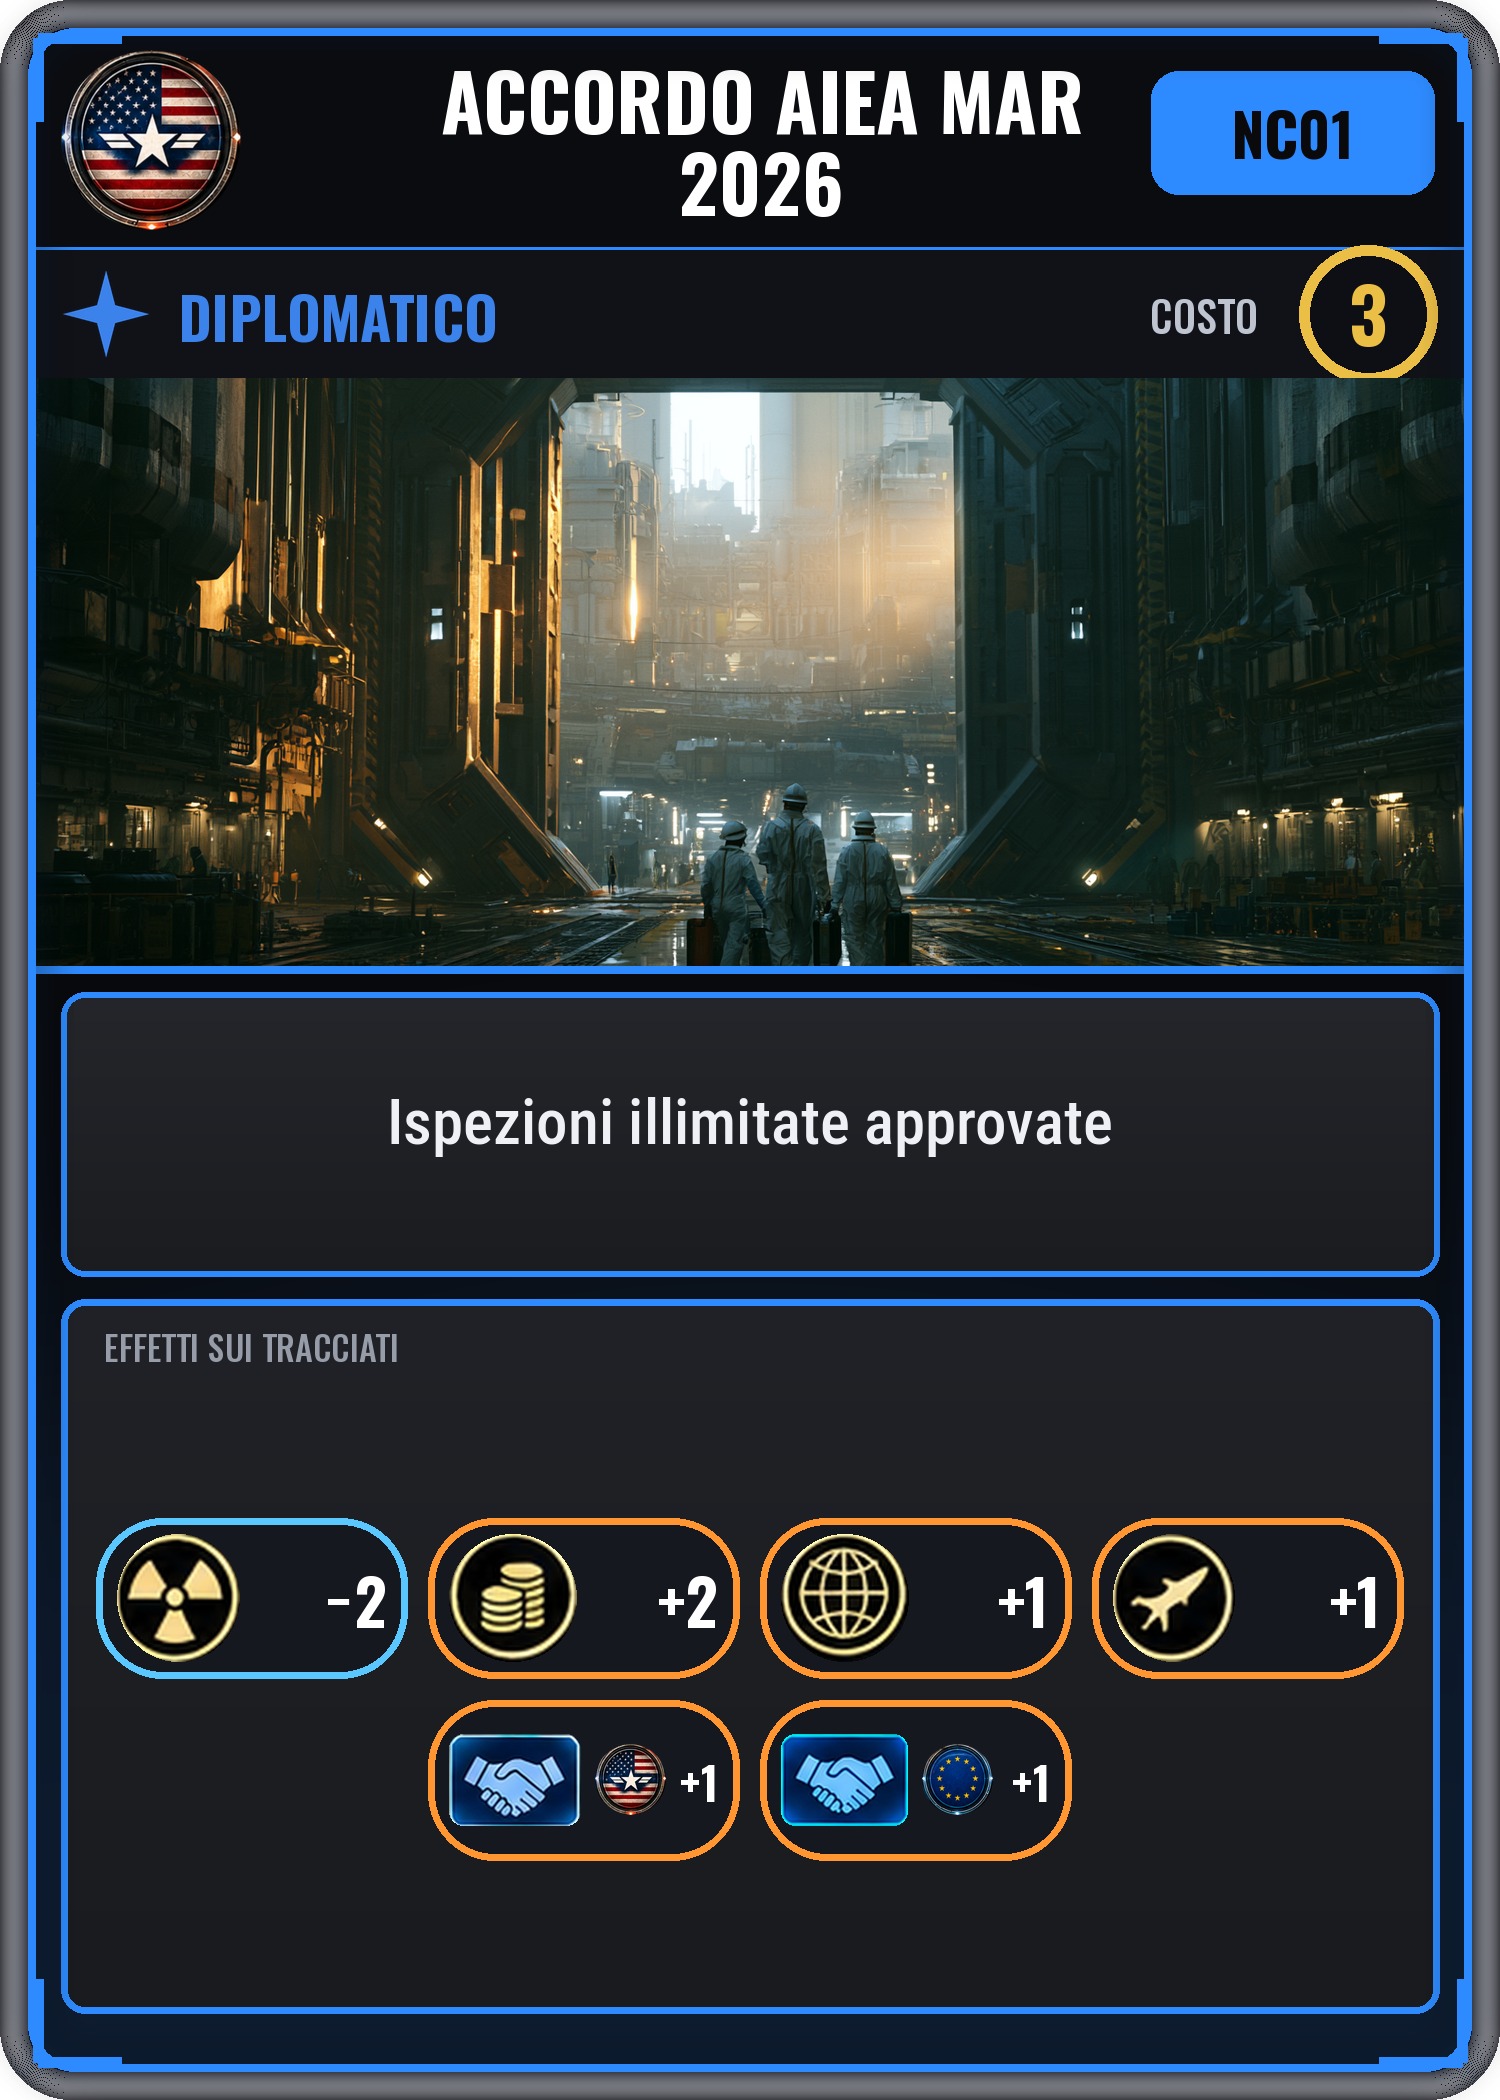 ACCORDO AIEA MAR
2026
NC01
DIPLOMATICO
COSTO
3
Ispezioni illimitate approvate
EFFETTI SUI TRACCIATI
−2
+2
+1
+1
+1
+1